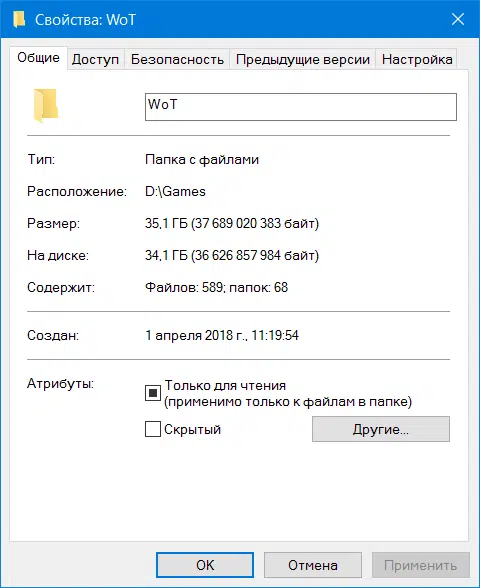 Свойства: WoT
Общие Доступ Безопасность Предыдущие версии Настройка
WoT
Тип: Папка с файлами
Расположение: D:\Games
Размер: 35,1 ГБ (37 689 020 383 байт)
На диске: 34,1 ГБ (36 626 857 984 байт)
Содержит: Файлов: 589; папок: 68
Создан: 1 апреля 2018 г., 11:19:54
Атрибуты: Только для чтения
(применимо только к файлам в папке)
Скрытый Другие...
OK Отмена Применить